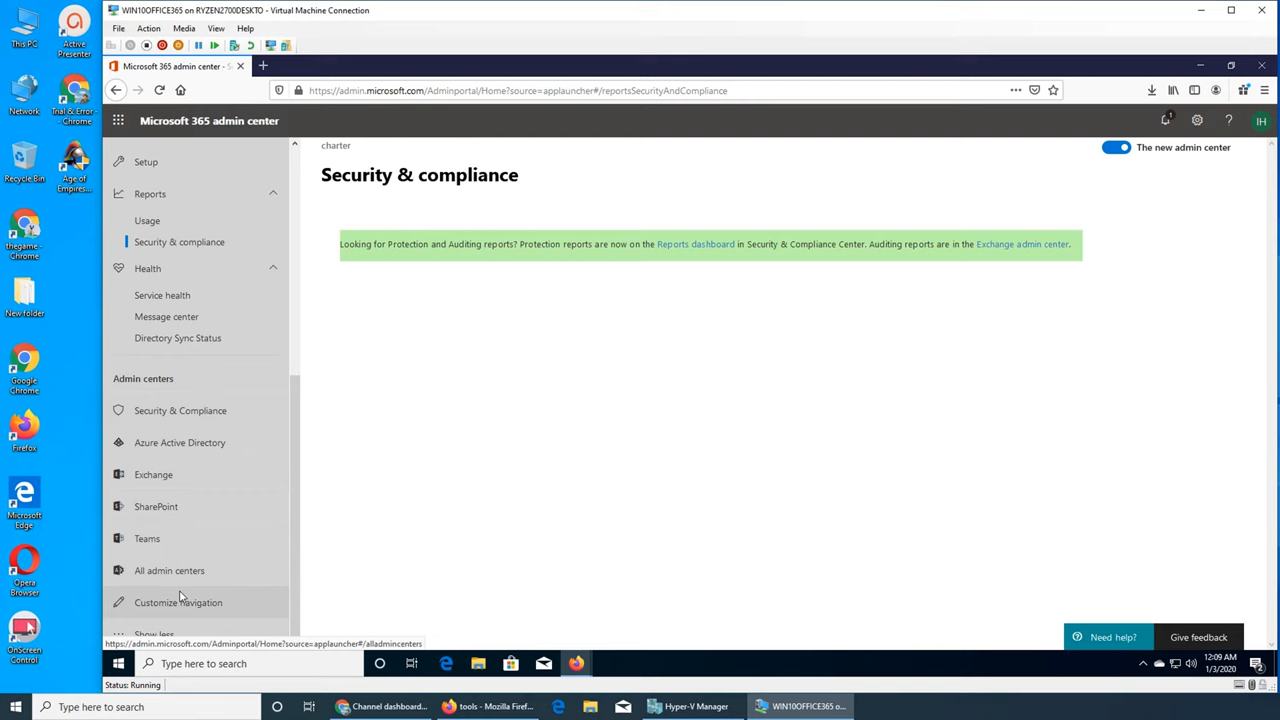 WIN10OFFICE365 on RYZEN2700DESKTO - Virtual Machine Connection
File Action Media View Help
Microsoft 365 admin center - S
https://admin.microsoft.com/Adminportal/Home?source=applauncher#/reportsSecurityAndCompliance
Microsoft 365 admin center
1
IH
This PC
Active
Presenter
Network
Trial & Error
- Chrome
Recycle Bin
Age of
Empires...
thegame -
Chrome
New folder
Google
Chrome
Firefox
Microsoft
Edge
Opera
Browser
OnScreen
Control
Setup
Reports
Usage
Security & compliance
Health
Service health
Message center
Directory Sync Status
Admin centers
Security & Compliance
Azure Active Directory
Exchange
SharePoint
Teams
All admin centers
Customize navigation
Show less
charter
The new admin center
Security & compliance
Looking for Protection and Auditing reports? Protection reports are now on the Reports dashboard in Security & Compliance Center. Auditing reports are in the Exchange admin center.
https://admin.microsoft.com/Adminportal/Home?source=applauncher#/alladmincenters
Need help?
Give feedback
Type here to search
12:09 AM
1/3/2020
2
Status: Running
Type here to search
Channel dashboard...
tools - Mozilla Firef...
Hyper-V Manager
WIN10OFFICE365 o...